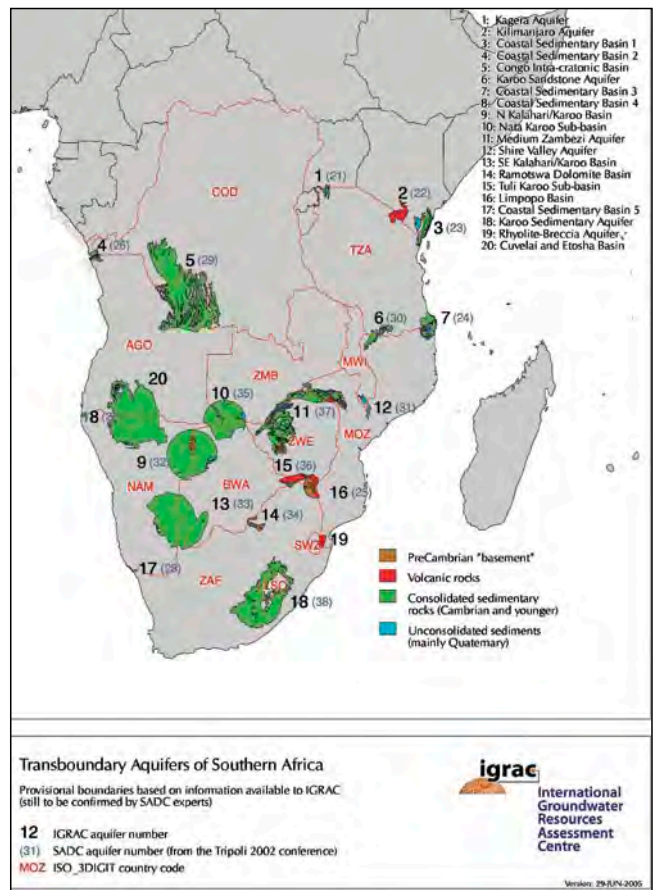 1: Kagera Aquifer
2: Kilimanjaro Aquifer
3: Coastal Sedimentary Basin 1
4: Coastal Sedimentary Basin 2
5: Congo Intra-cratonic Basin
6: Karoo Sandstone Aquifer
7: Coastal Sedimentary Basin 3
8: Coastal Sedimentary Basin 4
9: N Kalahari/Karoo Basin
10: Nata Karoo Sub-basin
11: Medium Zambezi Aquifer
12: Shire Valley Aquifer
13: SE Kalahari/Karoo Basin
14: Ramotswa Dolomite Basin
15: Tuli Karoo Sub-basin
16: Limpopo Basin
17: Coastal Sedimentary Basin 5
18: Karoo Sedimentary Aquifer
19: Rhyolite-Breccia Aquifer
20: Cuvelai and Etosha Basin
1 (21)
COD
2 (22)
3 (23)
TZA
4 (26)
5 (29)
6 (30)
7 (24)
AGO
MWI
20
ZMB
10 (35)
8
11 (37)
12 (31)
ZWE
MOZ
9 (32)
15 (36)
NAM
BWA
16 (25)
13 (33)
14 (34)
SWZ
19
17 (28)
ZAF
LSO
18 (38)
PreCambrian "basement"
Volcanic rocks
Consolidated sedimentary
rocks (Cambrian and younger)
Unconsolidated sediments
(mainly Quaternary)
Transboundary Aquifers of Southern Africa
Provisional boundaries based on information available to IGRAC
(still to be confirmed by SADC experts)
12 IGRAC aquifer number
(31) SADC aquifer number (from the Tripoli 2002 conference)
MOZ ISO_3DIGIT country code
igrac
International
Groundwater
Resources
Assessment
Centre
Version: 29-JUN-2005